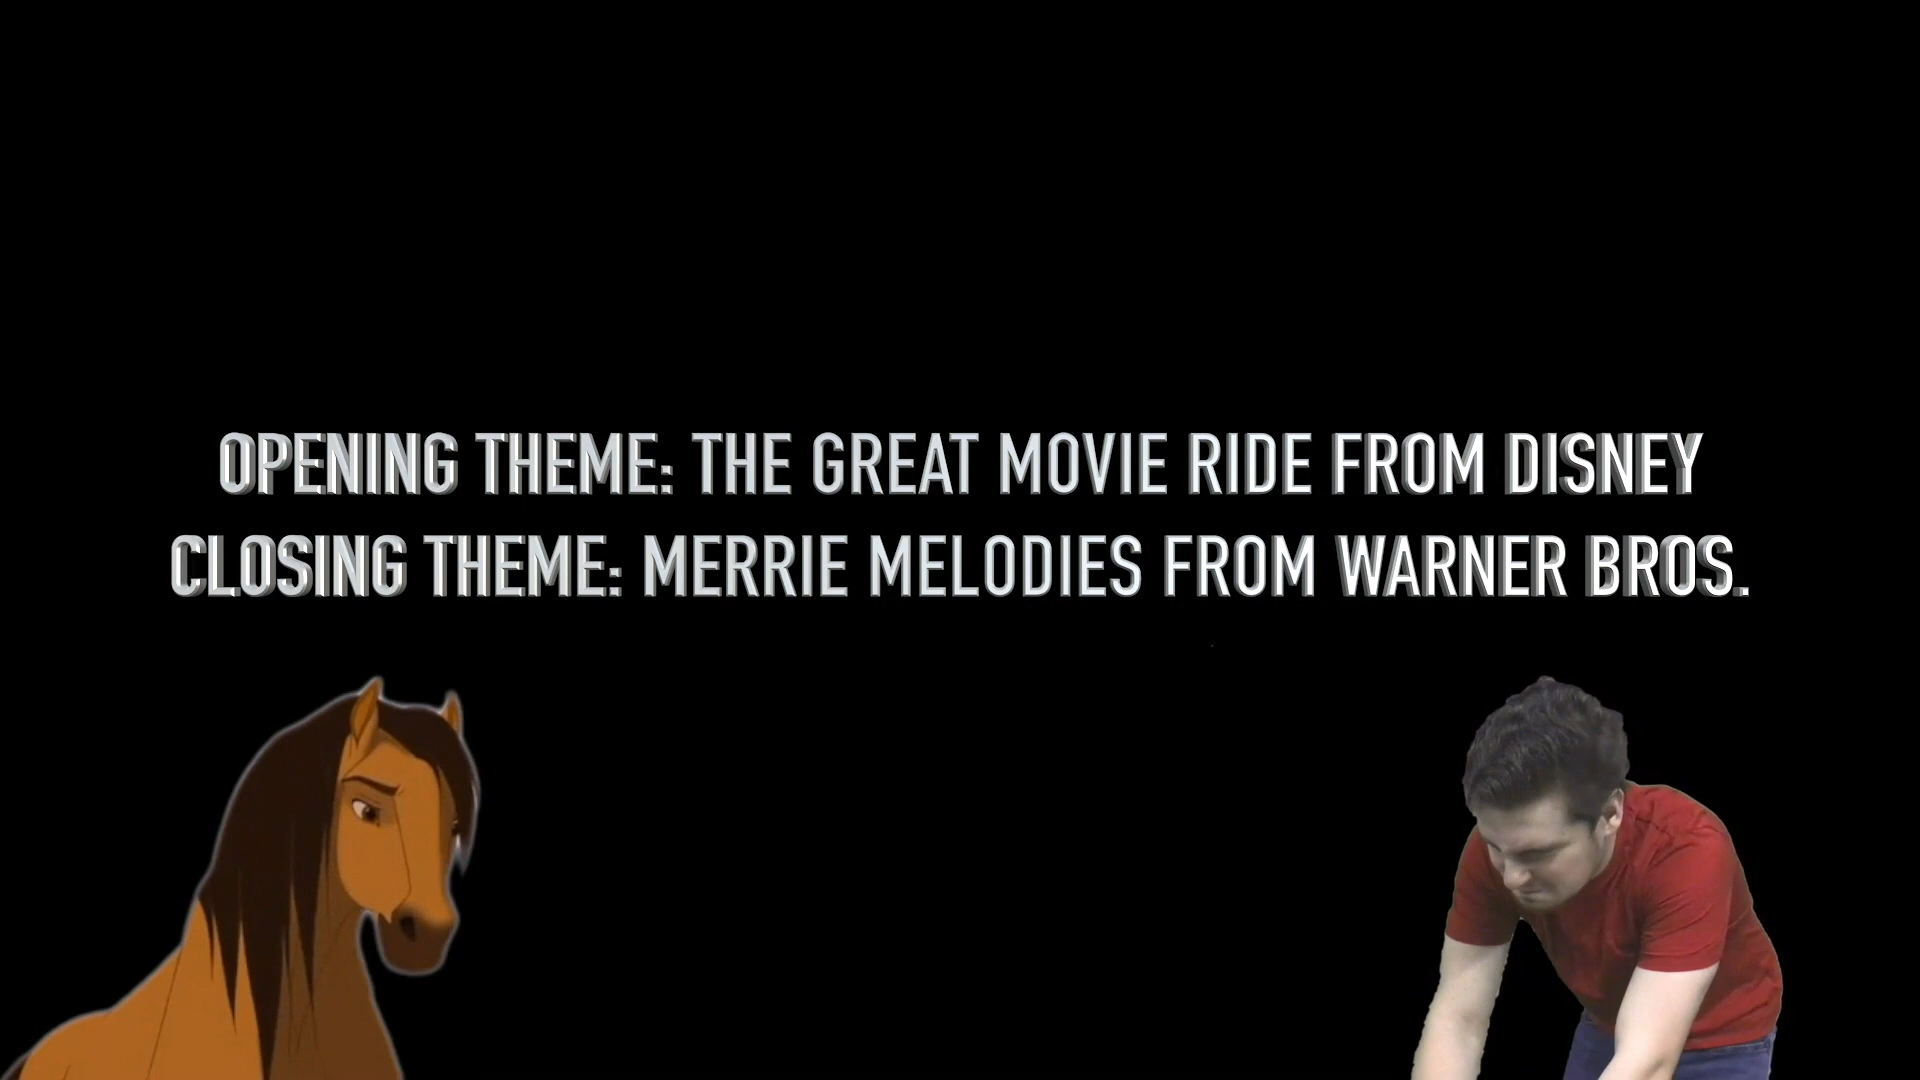 OPENING THEME: THE GREAT MOVIE RIDE FROM DISNEY
CLOSING THEME: MERRIE MELODIES FROM WARNER BROS.